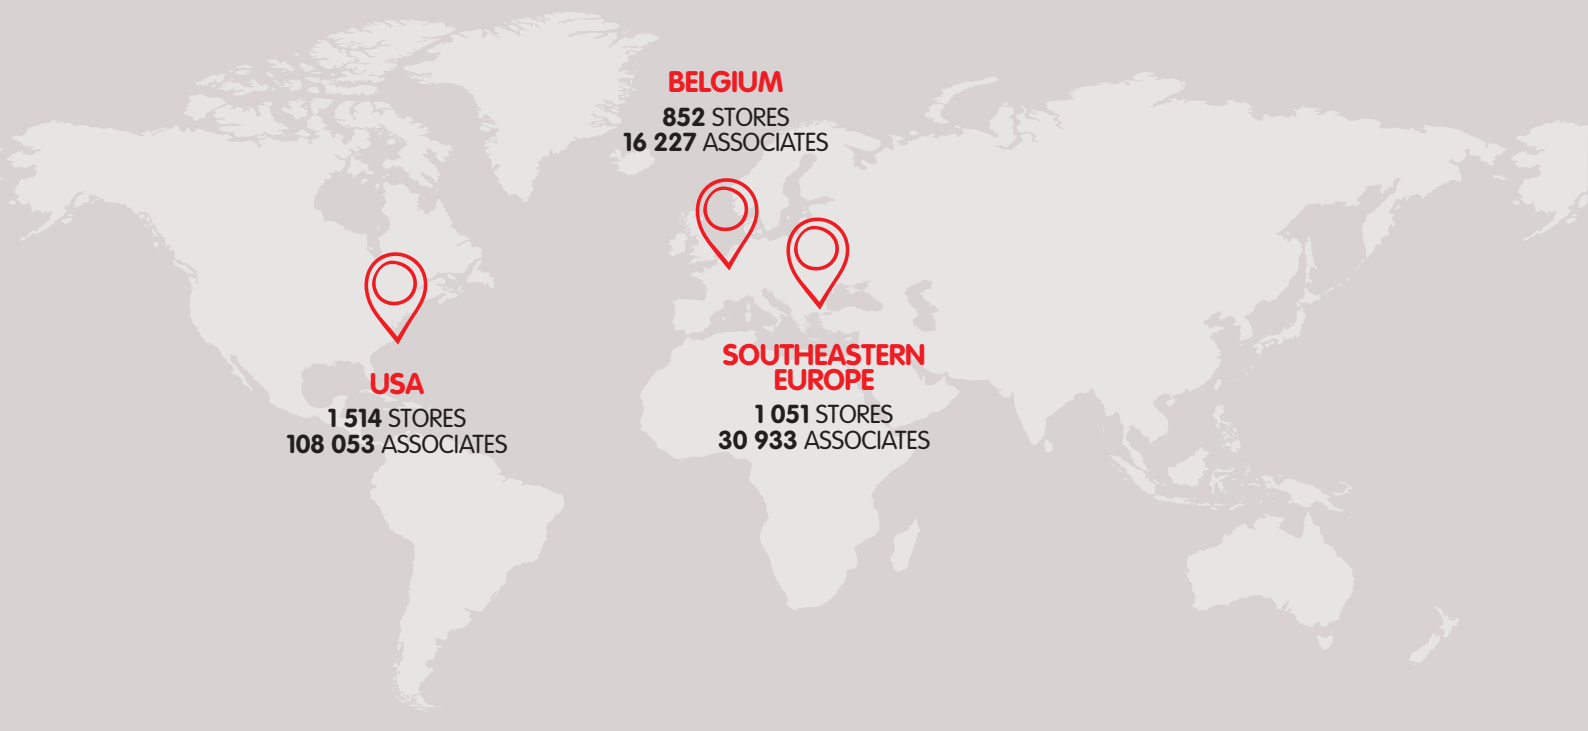 BELGIUM
852 STORES
16 227 ASSOCIATES
USA
1 514 STORES
108 053 ASSOCIATES
SOUTHEASTERN
EUROPE
1 051 STORES
30 933 ASSOCIATES